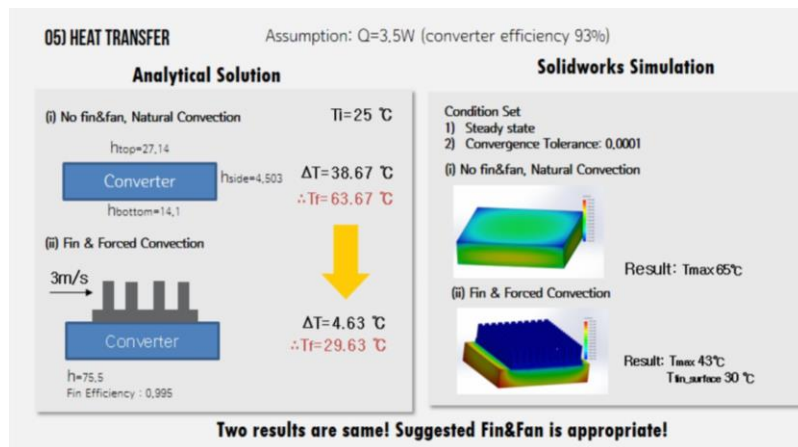 05) HEAT TRANSFER
Assumption: Q=3.5W (converter efficiency 93%)
Analytical Solution
(i) No fin&fan, Natural Convection
Ti=25 ℃
htop=27.14
Converter
hside=4.503
hbottom=14.1
ΔT=38.67 ℃
∴Tf=63.67 ℃
(ii) Fin & Forced Convection
3m/s
Converter
h=75.5
Fin Efficiency : 0.995
ΔT=4.63 ℃
∴Tf=29.63 ℃
Solidworks Simulation
Condition Set
1) Steady state
2) Convergence Tolerance: 0.0001
(i) No fin&fan, Natural Convection
Result: Tmax 65℃
(ii) Fin & Forced Convection
Result: Tmax 43℃
Tfin_surface 30 ℃
Two results are same! Suggested Fin&Fan is appropriate!